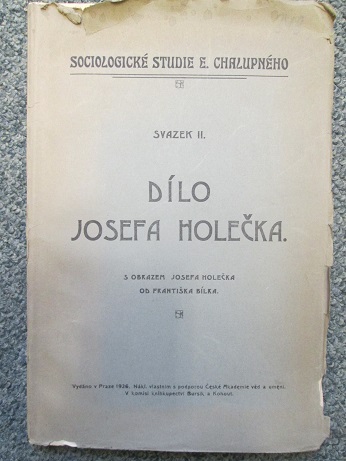 SOCIOLOGICKÉ STUDIE E. CHALUPNÉHO
SVAZEK II.
DÍLO
JOSEFA HOLEČKA.
S OBRAZEM JOSEFA HOLEČKA
OD FRANTIŠKA BÍLKA.
Vydáno v Praze 1926. Nákl. vlastním s podporou České Akademie věd a umění.
V komisi knihkupectví Bursík a Kohout.